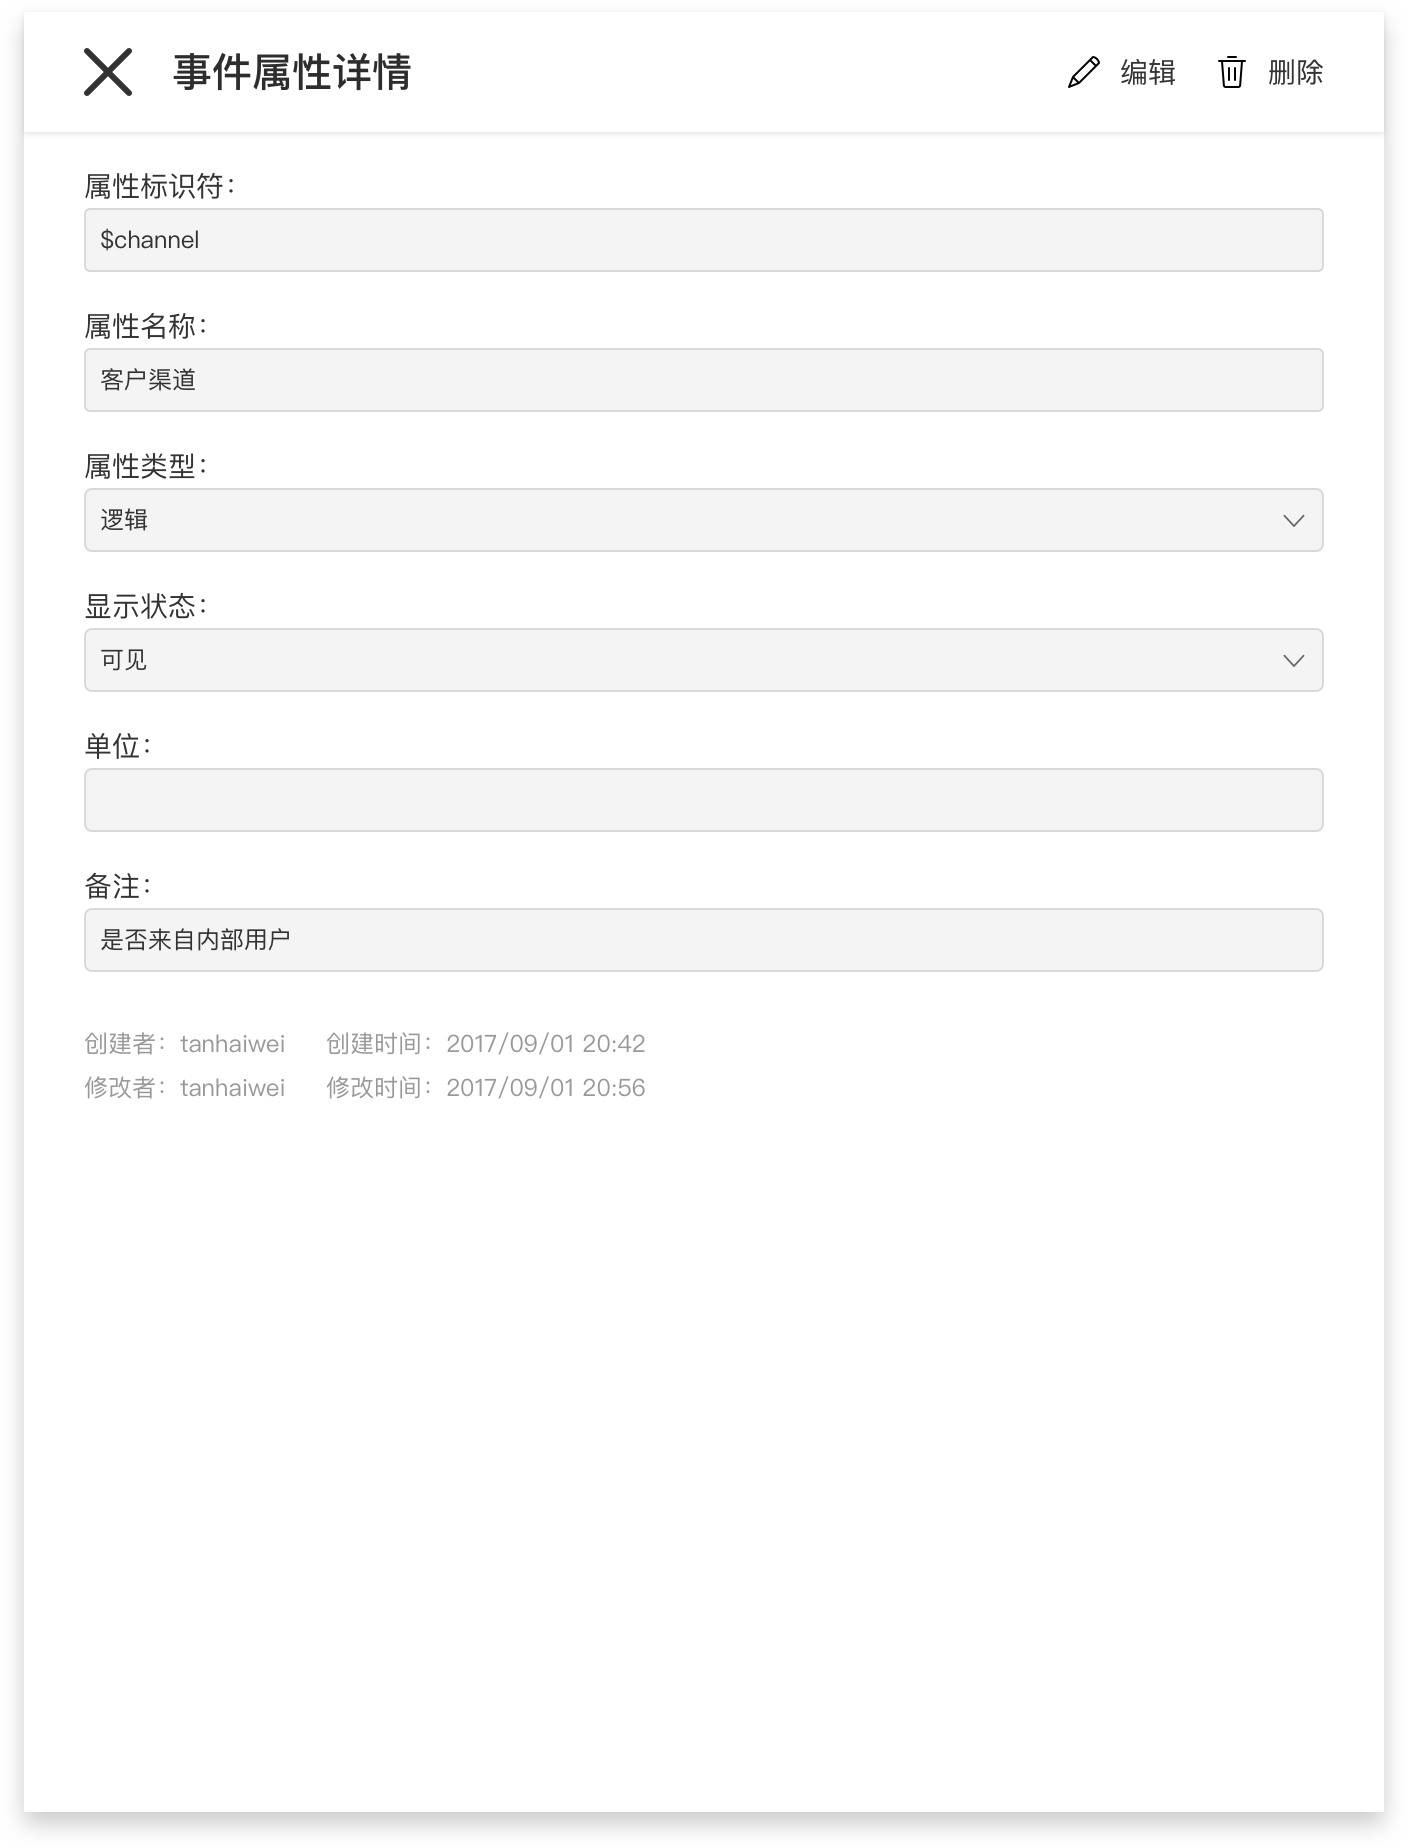 事件属性详情 编辑 删除
属性标识符：
$channel
属性名称：
客户渠道
属性类型：
逻辑
显示状态：
可见
单位：
备注：
是否来自内部用户
创建者：tanhaiwei 创建时间：2017/09/01 20:42
修改者：tanhaiwei 修改时间：2017/09/01 20:56